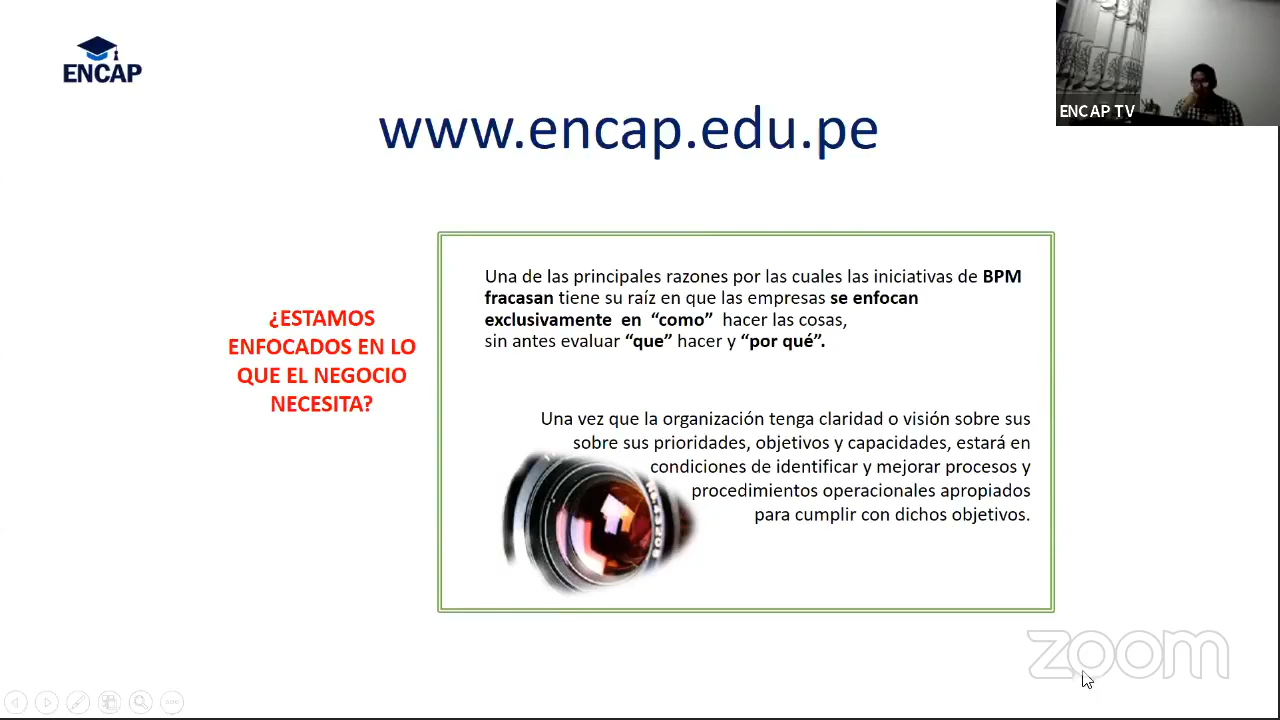 ENCAP
ENCAP TV
www.encap.edu.pe
¿ESTAMOS
ENFOCADOS EN LO
QUE EL NEGOCIO
NECESITA?
Una de las principales razones por las cuales las iniciativas de BPM
fracasan tiene su raíz en que las empresas se enfocan
exclusivamente en “como” hacer las cosas,
sin antes evaluar “que” hacer y “por qué”.
Una vez que la organización tenga claridad o visión sobre sus
sobre sus prioridades, objetivos y capacidades, estará en
condiciones de identificar y mejorar procesos y
procedimientos operacionales apropiados
para cumplir con dichos objetivos.
zoom